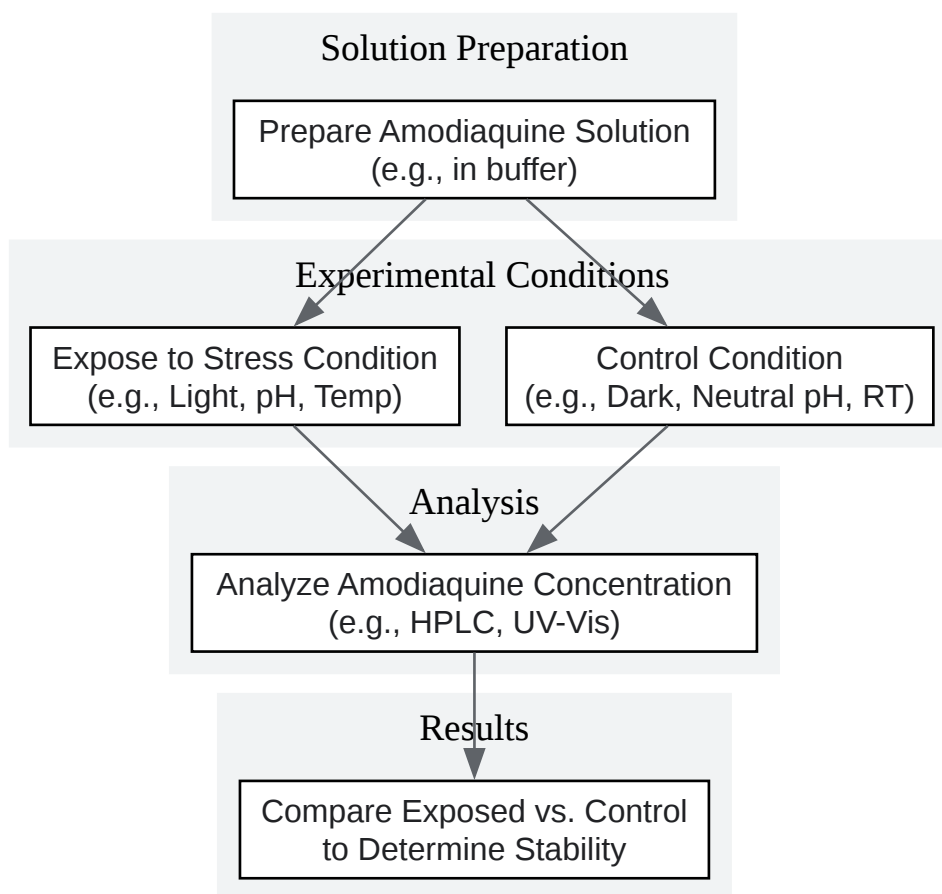 Solution Preparation
Prepare Amodiaquine Solution
(e.g., in buffer)
Experimental Conditions
Expose to Stress Condition
(e.g., Light, pH, Temp)
Control Condition
(e.g., Dark, Neutral pH, RT)
Analysis
Analyze Amodiaquine Concentration
(e.g., HPLC, UV-Vis)
Results
Compare Exposed vs. Control
to Determine Stability